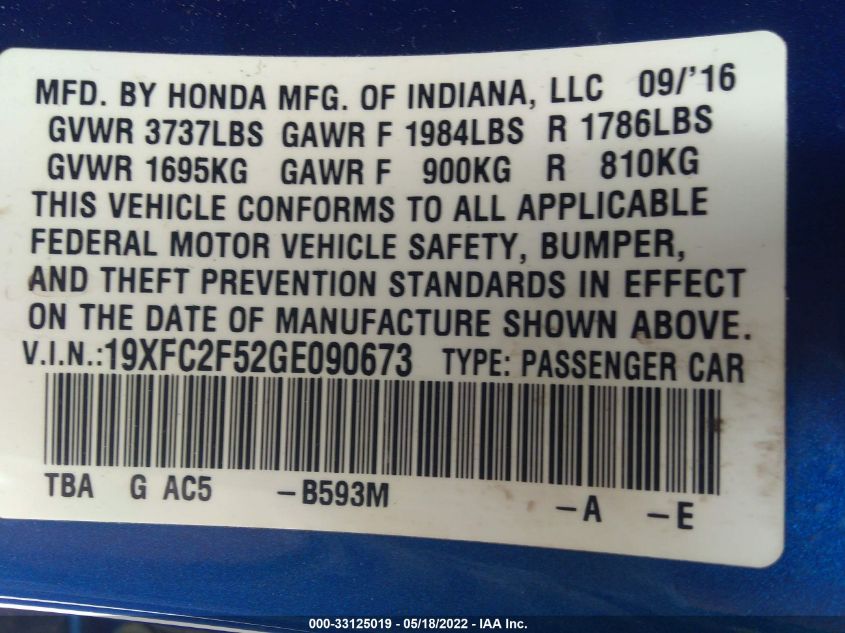 MFD. BY HONDA MFG. OF INDIANA, LLC 09/'16
GVWR 3737LBS GAWR F 1984LBS R 1786LBS
GVWR 1695KG GAWR F 900KG R 810KG
THIS VEHICLE CONFORMS TO ALL APPLICABLE
FEDERAL MOTOR VEHICLE SAFETY, BUMPER,
AND THEFT PREVENTION STANDARDS IN EFFECT
ON THE DATE OF MANUFACTURE SHOWN ABOVE.
V.I.N.:19XFC2F52GE090673 TYPE: PASSENGER CAR
TBA G AC5 –B593M –A –E
000-33125019 - 05/18/2022 - IAA Inc.